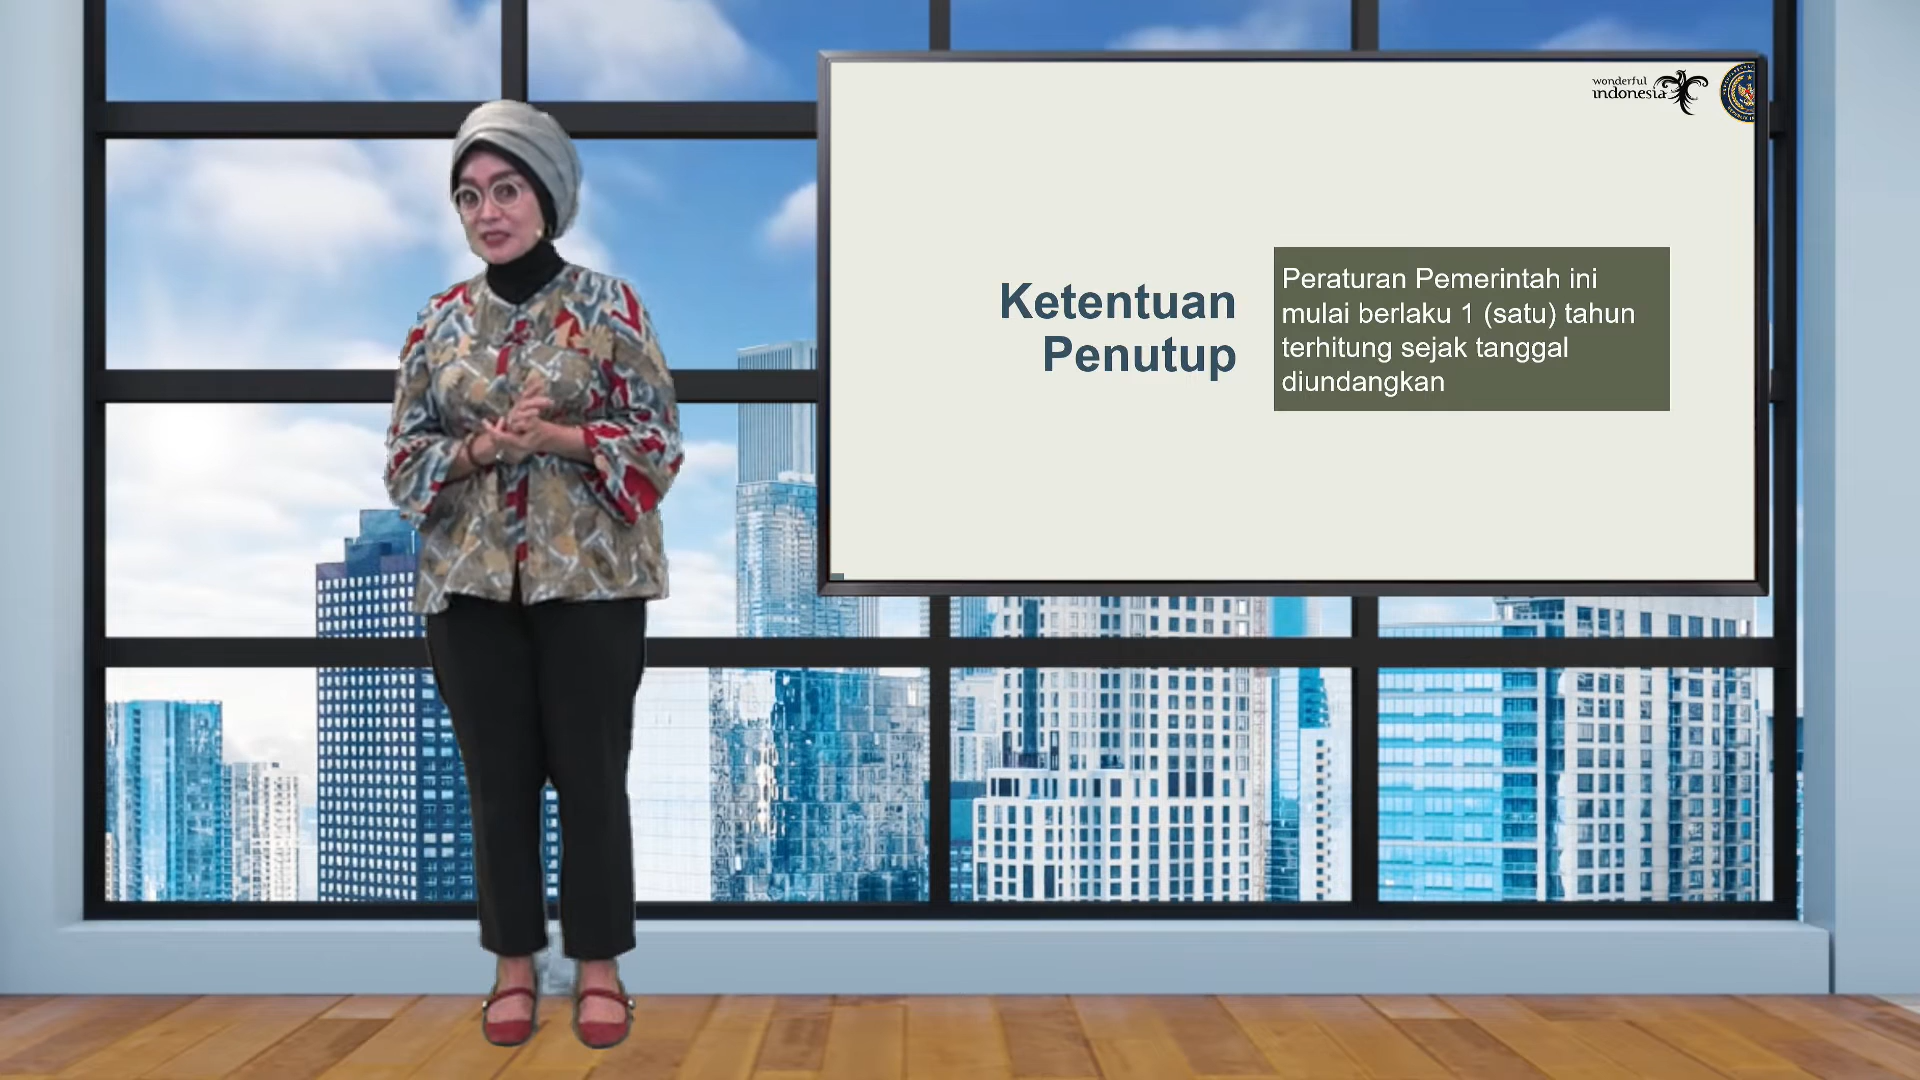 wonderful
indonesia
Ketentuan
Penutup
Peraturan Pemerintah ini
mulai berlaku 1 (satu) tahun
terhitung sejak tanggal
diundangkan